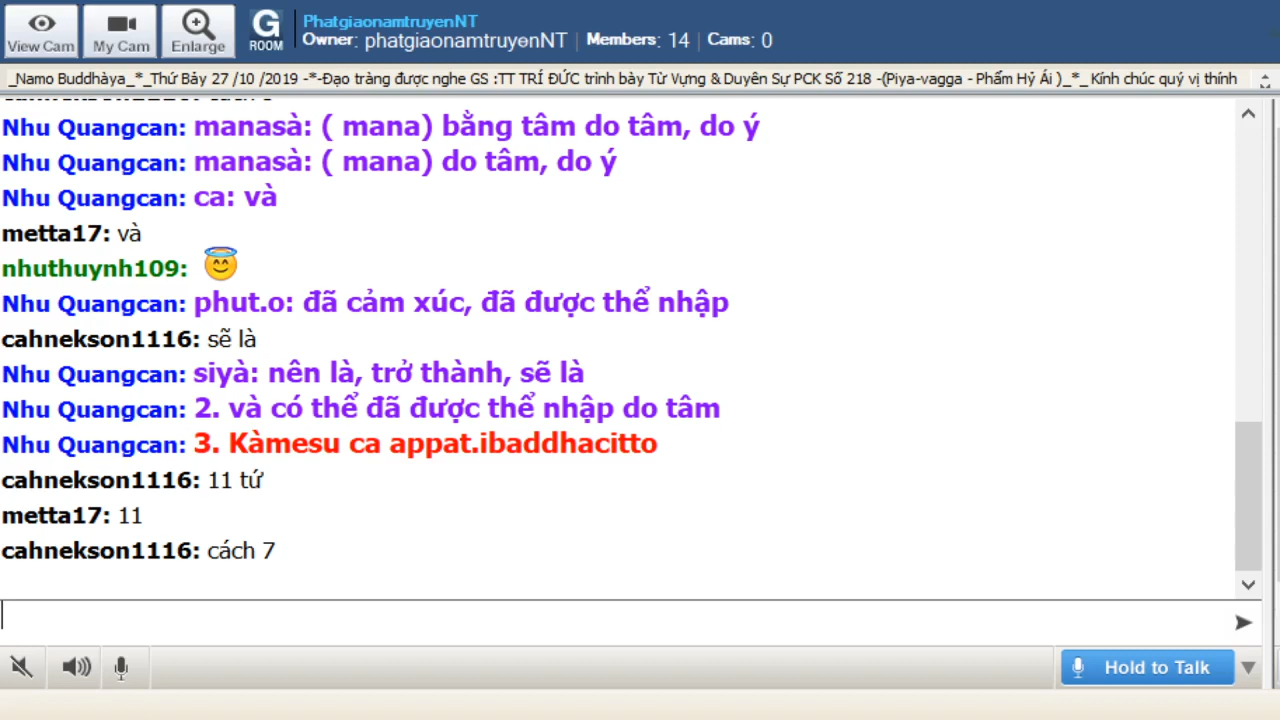 View Cam
My Cam
Enlarge
G
ROOM
PhatgiaonamtruyenNT
Owner: phatgiaonamtruyenNT | Members: 14 | Cams: 0
_Namo Buddhàya_*_Thứ Bảy 27 /10 /2019 -*-Đạo tràng được nghe GS :TT TRÍ ĐỨC trình bày Từ Vựng & Duyên Sự PCK Số 218 -(Piya-vagga - Phẩm Hỷ Ái )_*_ Kính chúc quý vị thính
Nhu Quangcan: manasà: ( mana) bằng tâm do tâm, do ý
Nhu Quangcan: manasà: ( mana) do tâm, do ý
Nhu Quangcan: ca: và
metta17: và
nhuthuynh109:
Nhu Quangcan: phut.o: đã cảm xúc, đã được thể nhập
cahnekson1116: sẽ là
Nhu Quangcan: siyà: nên là, trở thành, sẽ là
Nhu Quangcan: 2. và có thể đã được thể nhập do tâm
Nhu Quangcan: 3. Kàmesu ca appat.ibaddhacitto
cahnekson1116: 11 tứ
metta17: 11
cahnekson1116: cách 7
Hold to Talk